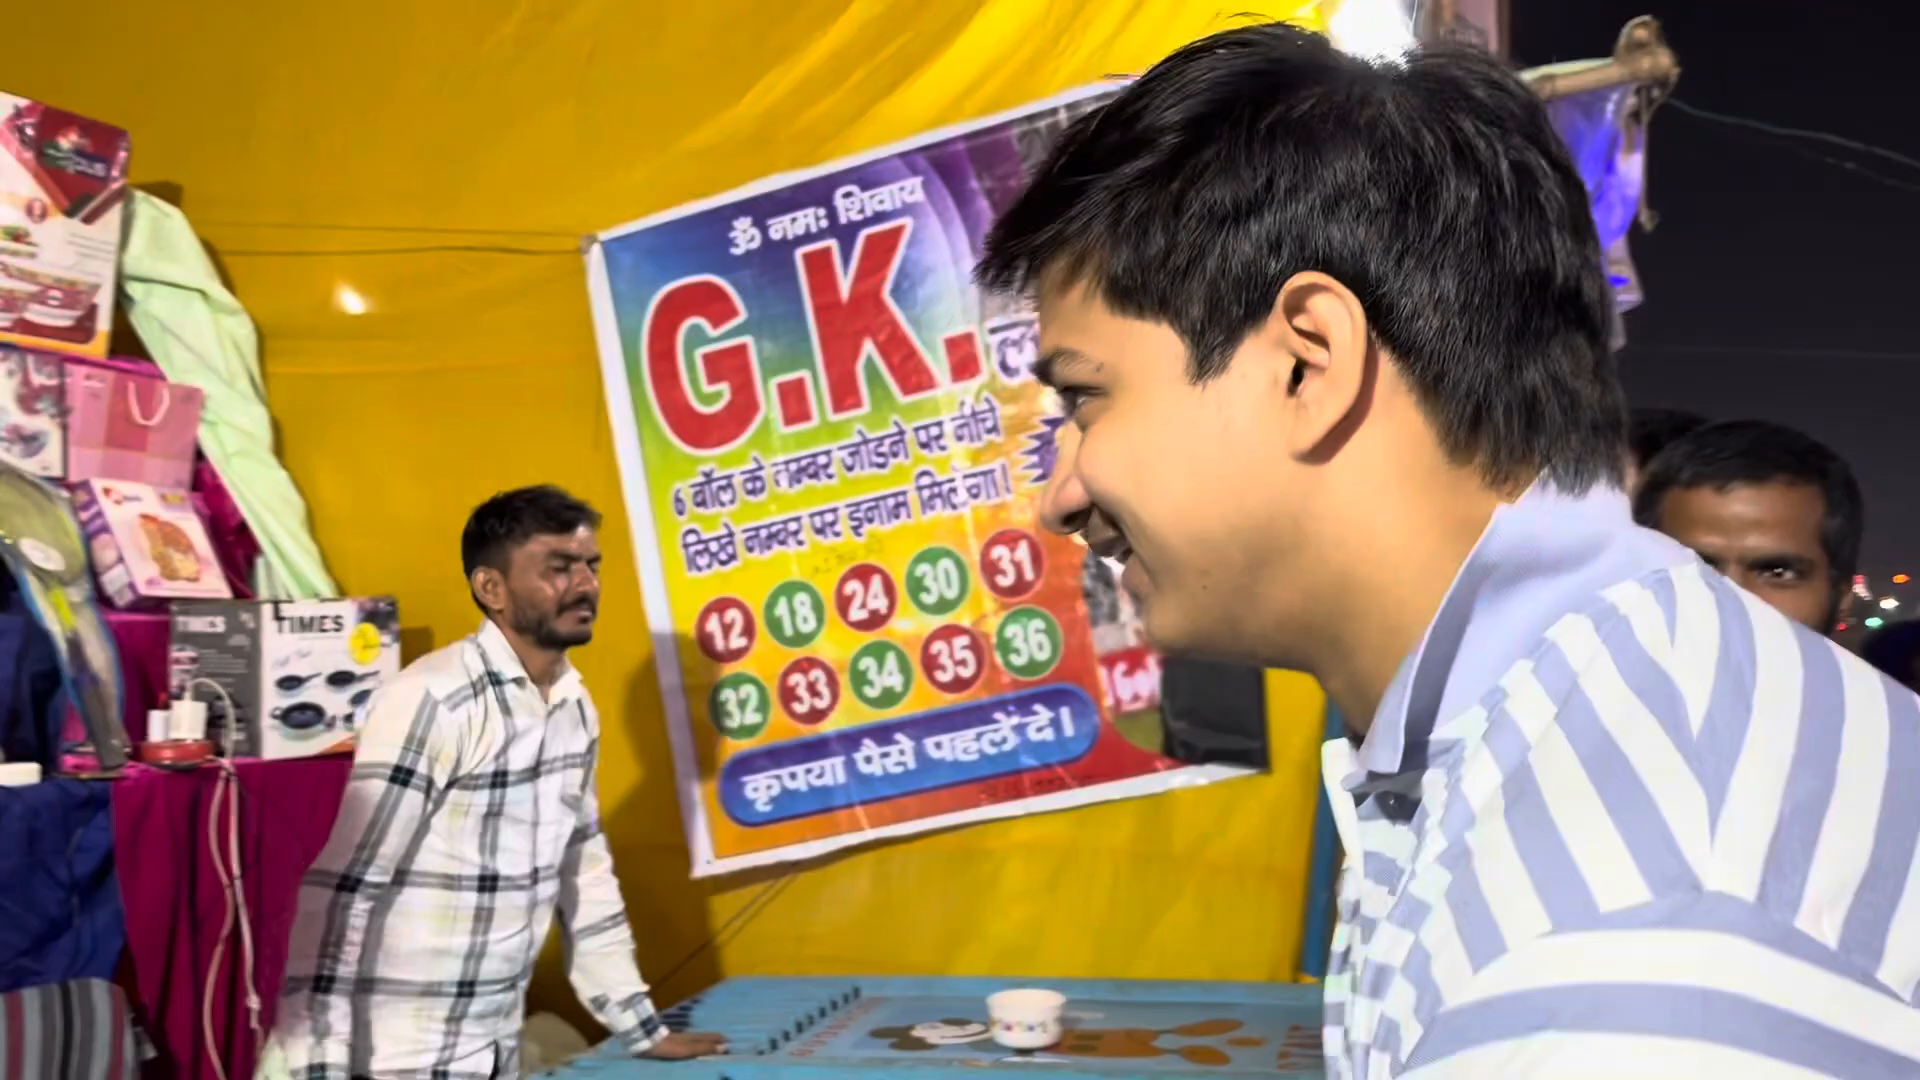 ॐ नमः शिवाय
G.K.
6 बॉल के नम्बर जोडने पर नीचे
लिखे नम्बर पर इनाम मिलेगा।
12 18 24 30 31
32 33 34 35 36
कृपया पैसे पहलें दे।
TIMES
TIMES